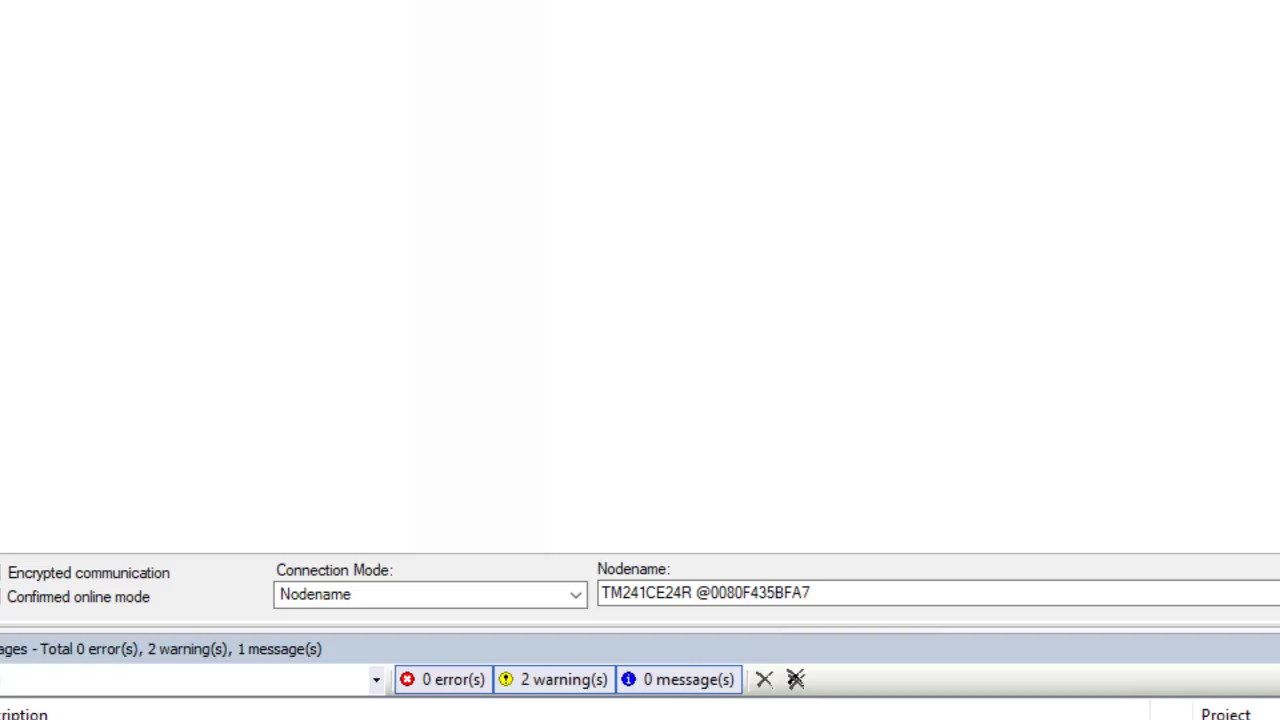 Encrypted communication
Confirmed online mode
Connection Mode:
Nodename
Nodename:
TM241CE24R @0080F435BFA7
ages - Total 0 error(s), 2 warning(s), 1 message(s)
0 error(s) 2 warning(s) 0 message(s)
ription Project